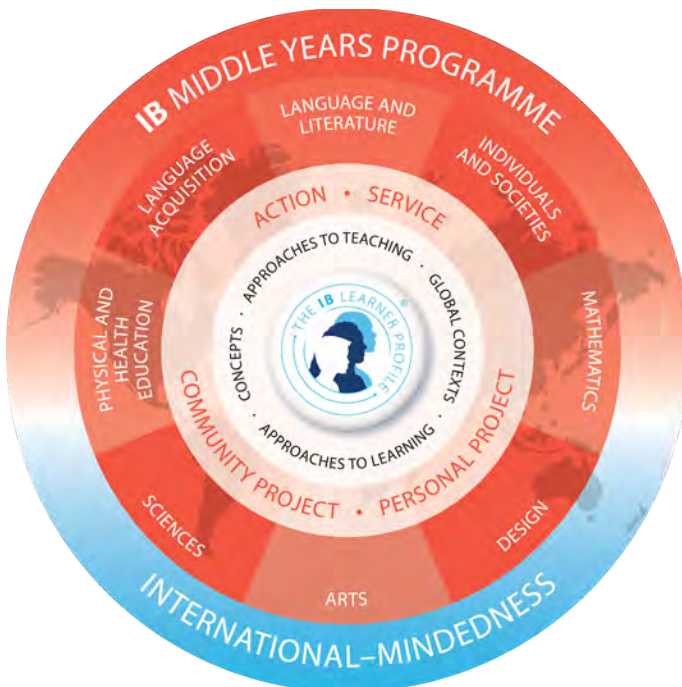 IB MIDDLE YEARS PROGRAMME
LANGUAGE AND
LITERATURE
INDIVIDUALS
AND SOCIETIES
MATHEMATICS
DESIGN
ARTS
SCIENCES
PHYSICAL AND
HEALTH
EDUCATION
LANGUAGE
ACQUISITION
ACTION • SERVICE
PERSONAL PROJECT •
COMMUNITY PROJECT
APPROACHES TO TEACHING •
GLOBAL CONTEXTS •
APPROACHES TO LEARNING •
CONCEPTS •
THE IB LEARNER PROFILE ®
INTERNATIONAL–MINDEDNESS